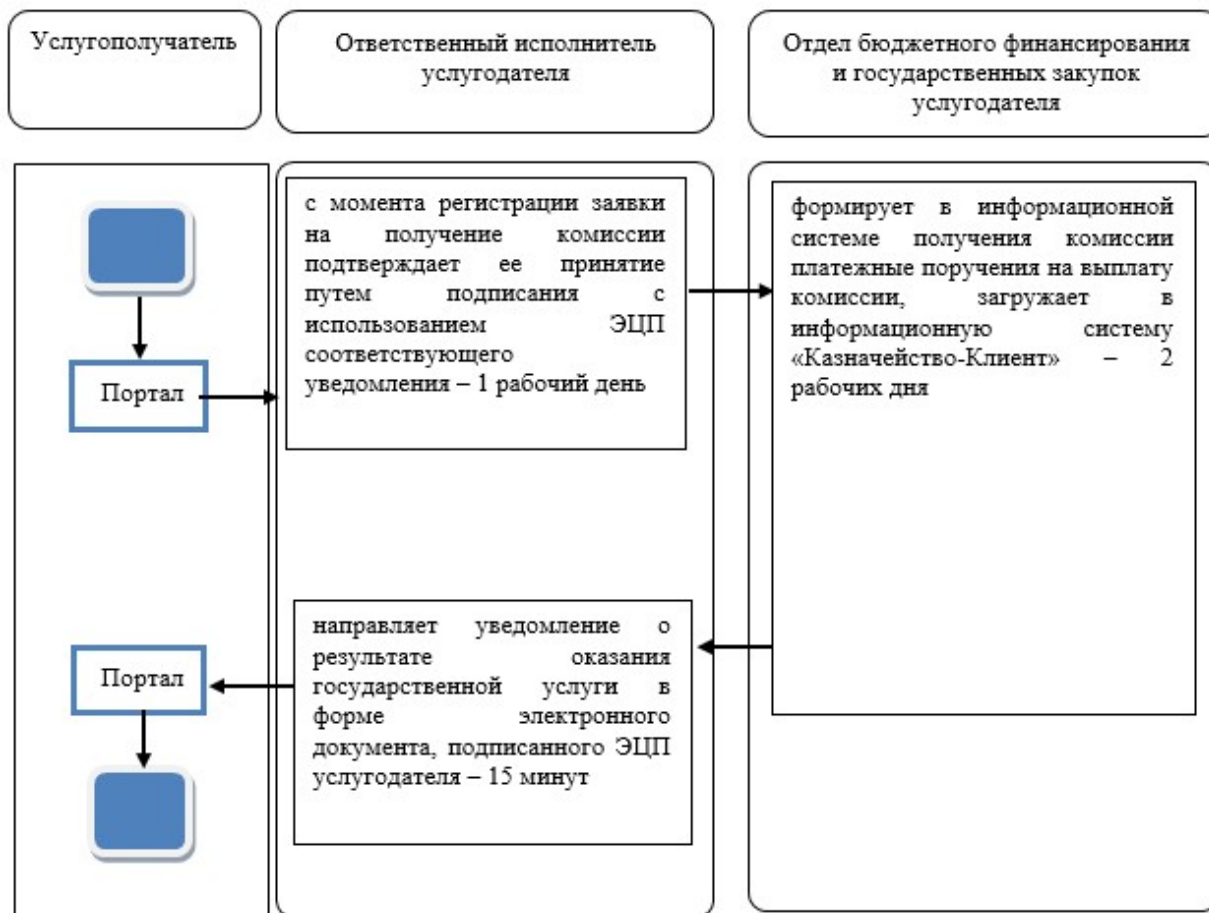 Услугополучатель
Ответственный исполнитель
услугодателя
Отдел бюджетного финансирования
и государственных закупок
услугодателя
Портал
с момента регистрации заявки
на получение комиссии
подтверждает ее принятие
путем подписания с
использованием ЭЦП
соответствующего
уведомления – 1 рабочий день
формирует в информационной
системе получения комиссии
платежные поручения на выплату
комиссии, загружает в
информационную систему
«Казначейство-Клиент» – 2
рабочих дня
направляет уведомление о
результате оказания
государственной услуги в
форме электронного
документа, подписанного ЭЦП
услугодателя – 15 минут
Портал